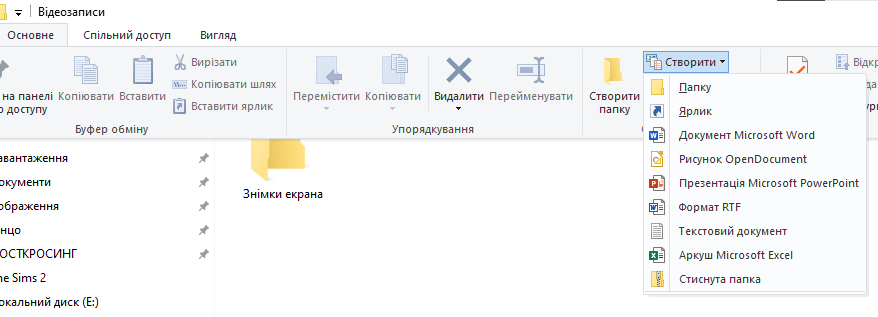 Відеозаписи
Основне Спільний доступ Вигляд
на панелі
доступу
Копіювати
Вставити
Вирізати
Копіювати шлях
Вставити ярлик
Буфер обміну
Перемістити
Копіювати
Видалити
Перейменувати
Упорядкування
Створити
папку
Створити
Папку
Ярлик
Документ Microsoft Word
Рисунок OpenDocument
Презентація Microsoft PowerPoint
Формат RTF
Текстовий документ
Аркуш Microsoft Excel
Стиснута папка
Відкр
авантаження
окументи
ображення
нцо
ОСТКРОСИНГ
he Sims 2
окальний диск (E:)
Знімки екрана